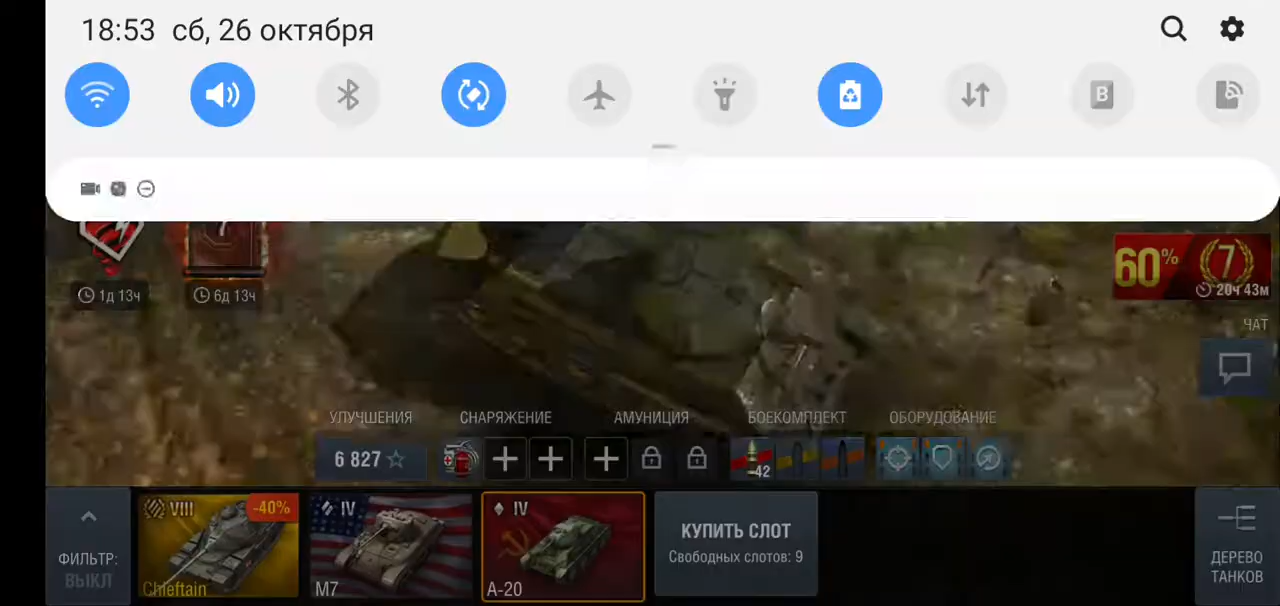 18:53 сб, 26 октября
B
7
1д 13ч
6д 13ч
60%
7
20ч 43м
ЧАТ
УЛУЧШЕНИЯ
СНАРЯЖЕНИЕ
АМУНИЦИЯ
БОЕКОМПЛЕКТ
ОБОРУДОВАНИЕ
6 827
42
VIII
-40%
Chieftain
IV
M7
IV
A-20
КУПИТЬ СЛОТ
Свободных слотов: 9
ФИЛЬТР:
ВЫКЛ
ДЕРЕВО
ТАНКОВ